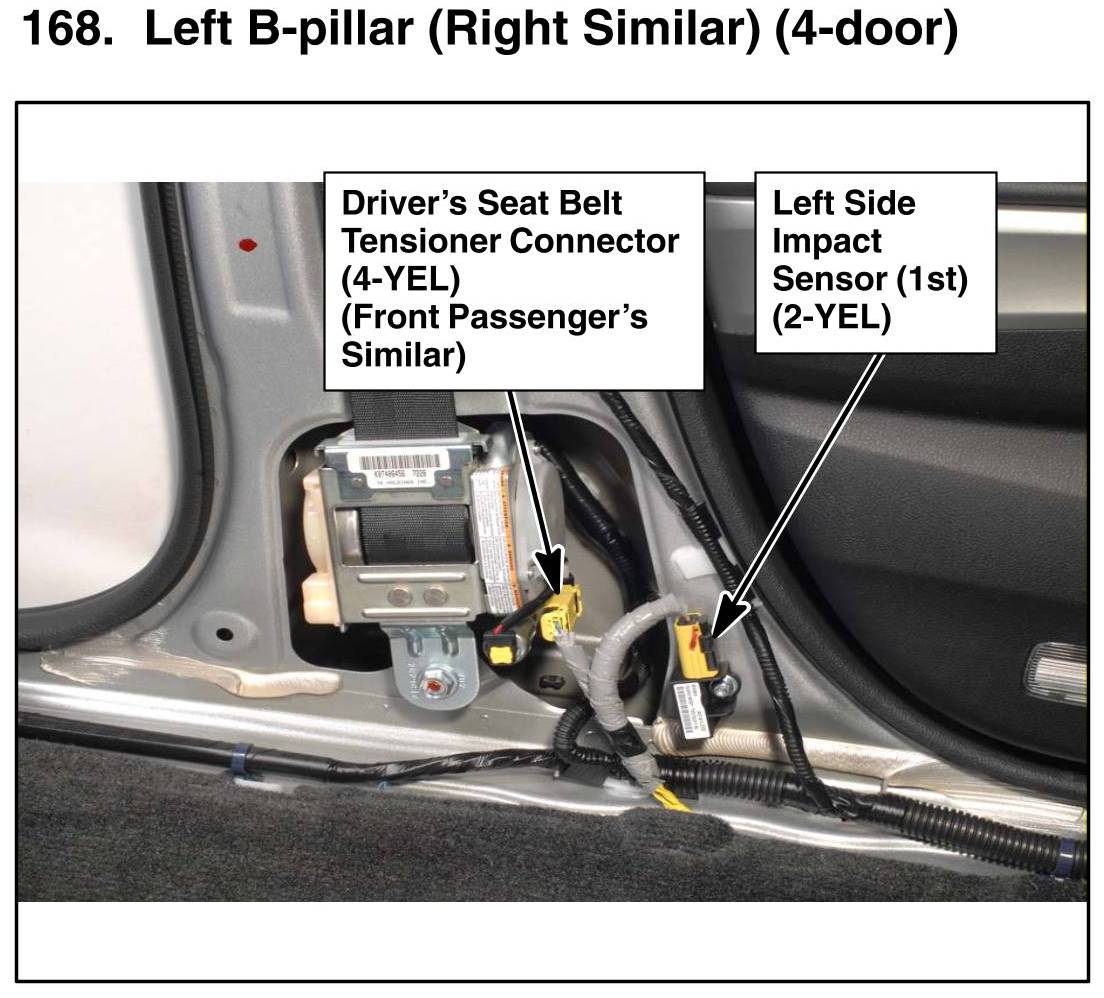 168. Left B-pillar (Right Similar) (4-door)
Driver's Seat Belt
Tensioner Connector
(4-YEL)
(Front Passenger's
Similar)
Left Side
Impact
Sensor (1st)
(2-YEL)